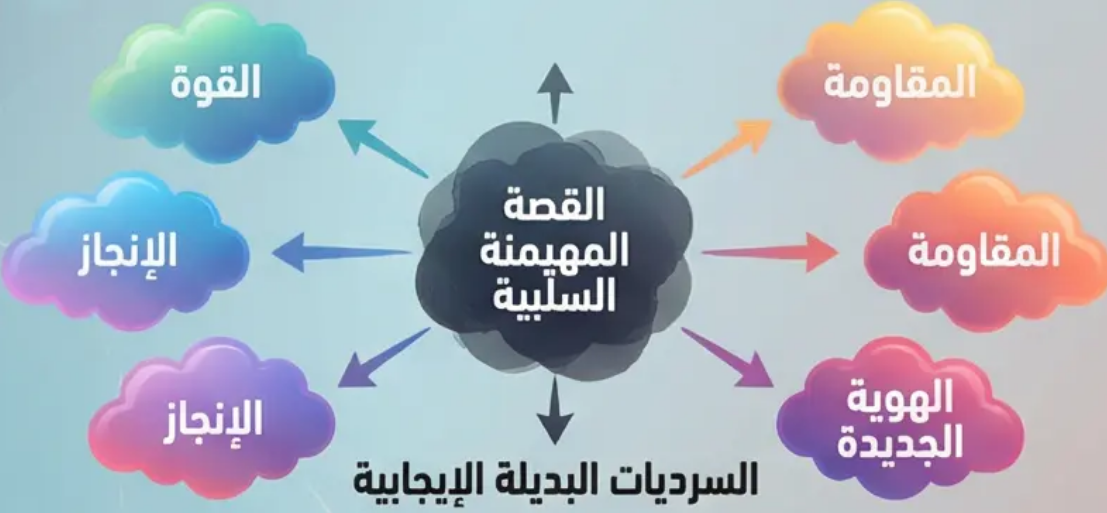 المقاومة
القوة
القصة
المهيمنة
السلبية
المقاومة
الإنجاز
الهوية
الجديدة
الإنجاز
السرديات البديلة الإيجابية